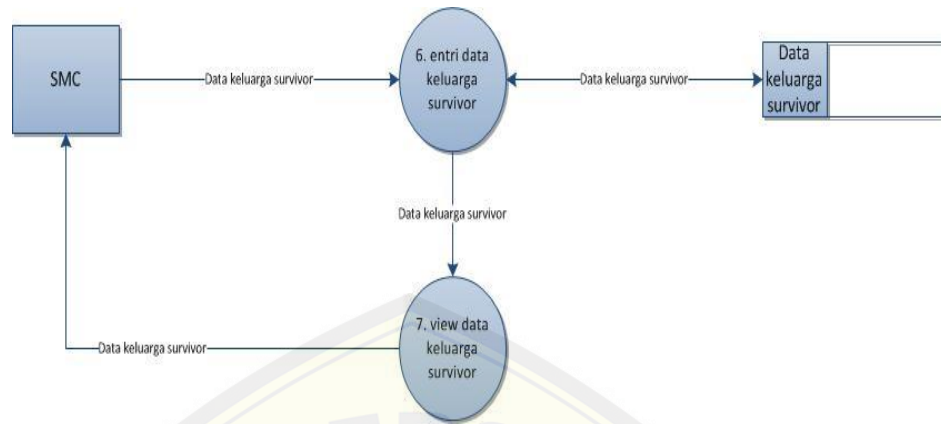 SMC
Data keluarga survivor
6. entri data
keluarga
survivor
Data keluarga survivor
Data
keluarga
survivor
Data keluarga survivor
7. view data
keluarga
survivor
Data keluarga survivor